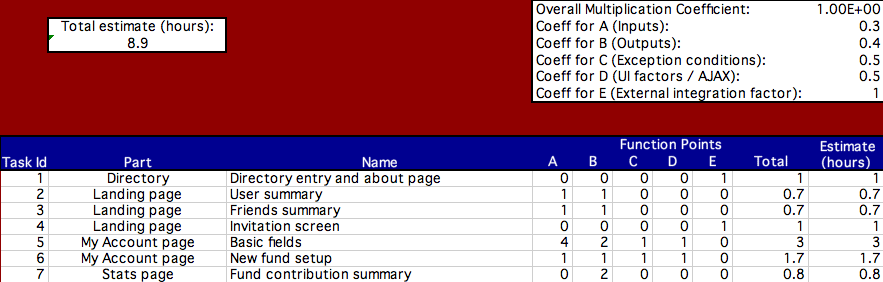 Total estimate (hours):
8.9
Overall Multiplication Coefficient: 1.00E+00
Coeff for A (Inputs): 0.3
Coeff for B (Outputs): 0.4
Coeff for C (Exception conditions): 0.5
Coeff for D (UI factors / AJAX): 0.5
Coeff for E (External integration factor): 1
Function Points Estimate
Task Id Part Name A B C D E Total (hours)
1 Directory Directory entry and about page 0 0 0 0 1 1 1
2 Landing page User summary 1 1 0 0 0 0.7 0.7
3 Landing page Friends summary 1 1 0 0 0 0.7 0.7
4 Landing page Invitation screen 0 0 0 0 1 1 1
5 My Account page Basic fields 4 2 1 1 0 3 3
6 My Account page New fund setup 1 1 1 1 0 1.7 1.7
7 Stats page Fund contribution summary 0 2 0 0 0 0.8 0.8